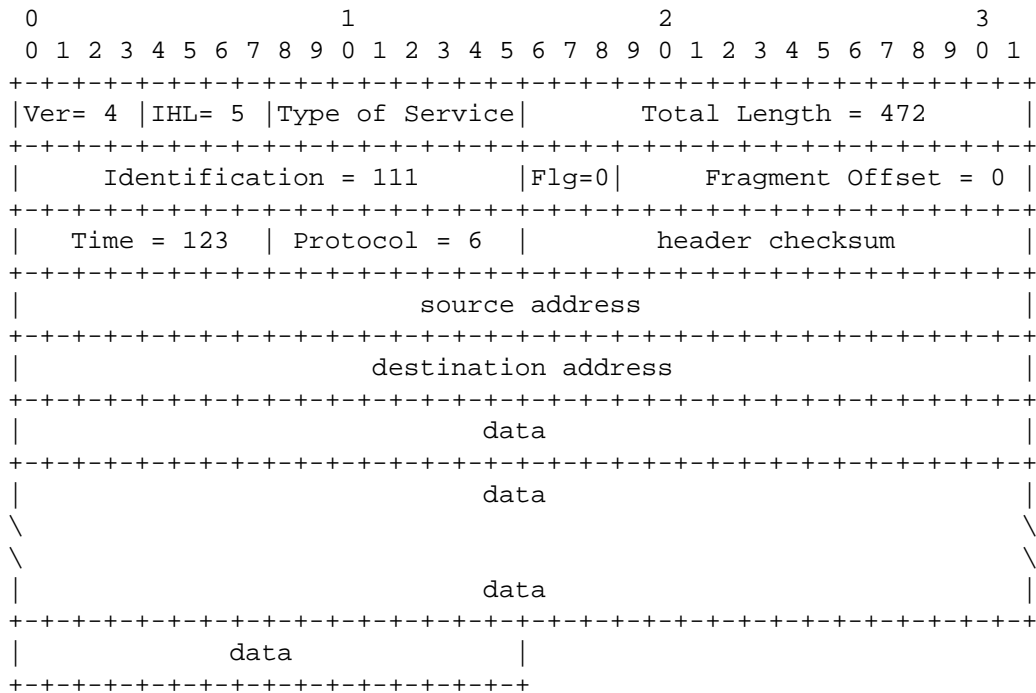 0                   1                   2                   3
0 1 2 3 4 5 6 7 8 9 0 1 2 3 4 5 6 7 8 9 0 1 2 3 4 5 6 7 8 9 0 1
+-+-+-+-+-+-+-+-+-+-+-+-+-+-+-+-+-+-+-+-+-+-+-+-+-+-+-+-+-+-+-+-+
|Ver= 4 |IHL= 5 |Type of Service|        Total Length = 472     |
+-+-+-+-+-+-+-+-+-+-+-+-+-+-+-+-+-+-+-+-+-+-+-+-+-+-+-+-+-+-+-+-+
|     Identification = 111      |Flg=0|     Fragment Offset = 0 |
+-+-+-+-+-+-+-+-+-+-+-+-+-+-+-+-+-+-+-+-+-+-+-+-+-+-+-+-+-+-+-+-+
|   Time = 123  | Protocol = 6  |        header checksum        |
+-+-+-+-+-+-+-+-+-+-+-+-+-+-+-+-+-+-+-+-+-+-+-+-+-+-+-+-+-+-+-+-+
|                         source address                        |
+-+-+-+-+-+-+-+-+-+-+-+-+-+-+-+-+-+-+-+-+-+-+-+-+-+-+-+-+-+-+-+-+
|                      destination address                      |
+-+-+-+-+-+-+-+-+-+-+-+-+-+-+-+-+-+-+-+-+-+-+-+-+-+-+-+-+-+-+-+-+
|                             data                              |
+-+-+-+-+-+-+-+-+-+-+-+-+-+-+-+-+-+-+-+-+-+-+-+-+-+-+-+-+-+-+-+-+
|                             data                              |
\                                                               \
\                                                               \
|                             data                              |
+-+-+-+-+-+-+-+-+-+-+-+-+-+-+-+-+-+-+-+-+-+-+-+-+-+-+-+-+-+-+-+-+
|             data              |
+-+-+-+-+-+-+-+-+-+-+-+-+-+-+-+-+